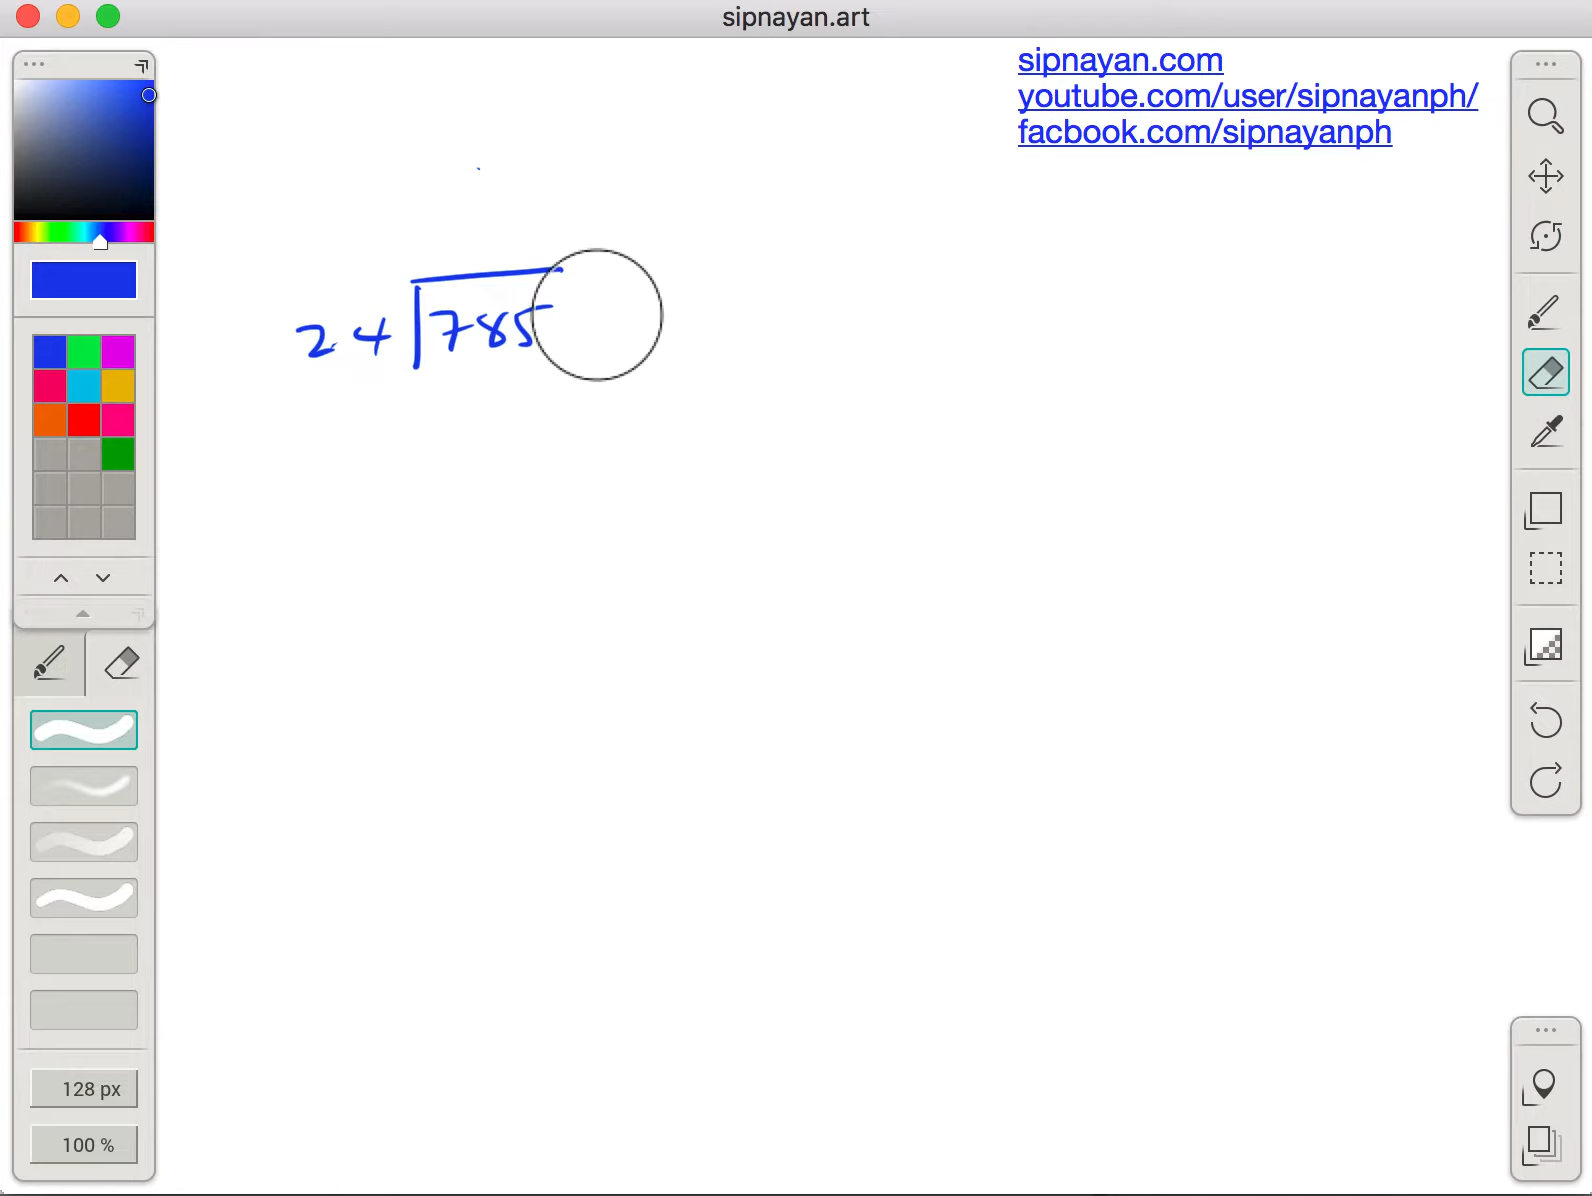 sipnayan.art
sipnayan.com
youtube.com/user/sipnayanph/
facbook.com/sipnayanph
24 785
128 px
100 %